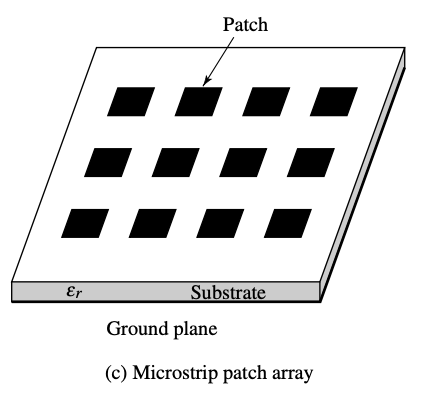 Patch
εr Substrate
Ground plane
(c) Microstrip patch array